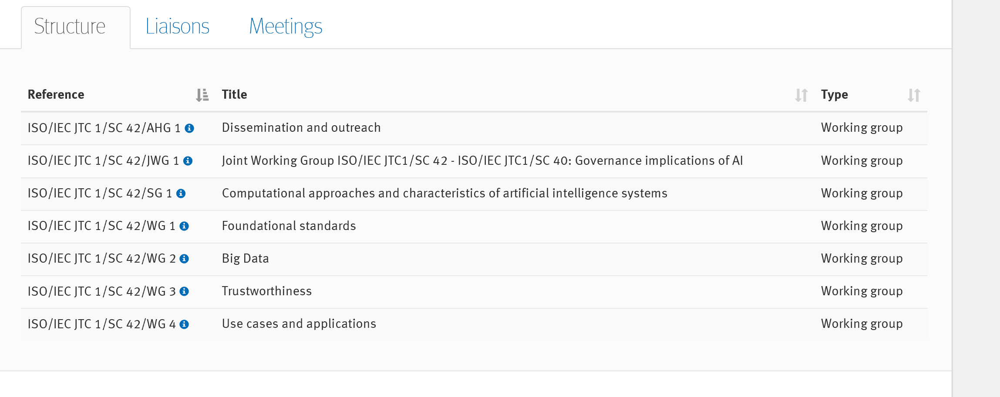 Structure Liaisons Meetings
Reference Title Type
ISO/IEC JTC 1/SC 42/AHG 1 Dissemination and outreach Working group
ISO/IEC JTC 1/SC 42/JWG 1 Joint Working Group ISO/IEC JTC1/SC 42 - ISO/IEC JTC1/SC 40: Governance implications of AI Working group
ISO/IEC JTC 1/SC 42/SG 1 Computational approaches and characteristics of artificial intelligence systems Working group
ISO/IEC JTC 1/SC 42/WG 1 Foundational standards Working group
ISO/IEC JTC 1/SC 42/WG 2 Big Data Working group
ISO/IEC JTC 1/SC 42/WG 3 Trustworthiness Working group
ISO/IEC JTC 1/SC 42/WG 4 Use cases and applications Working group